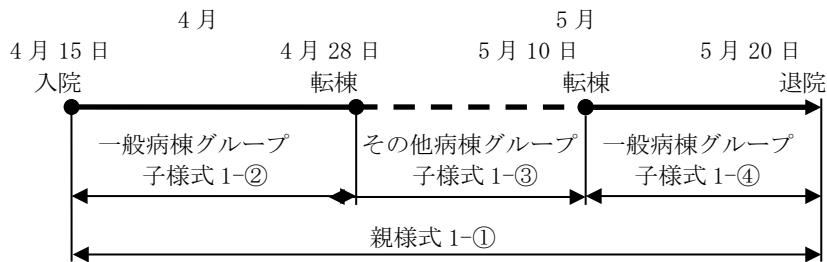 4 月 5 月
4 月 15 日 4 月 28 日 5 月 10 日 5 月 20 日
入院 転棟 転棟 退院
一般病棟グループ その他病棟グループ 一般病棟グループ
子様式 1-② 子様式 1-③ 子様式 1-④
親様式 1-①